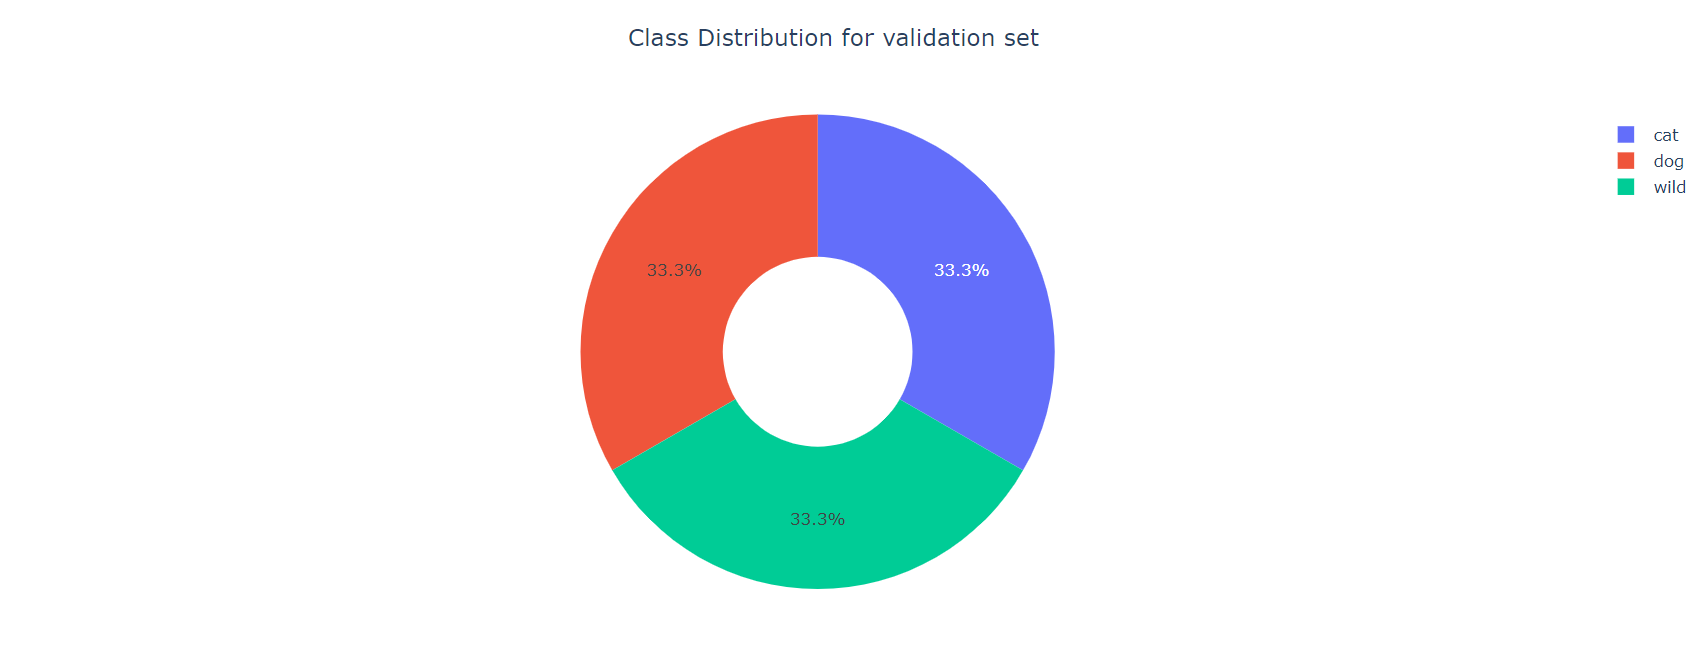 Class Distribution for validation set
cat
dog
wild
33.3%
33.3%
33.3%